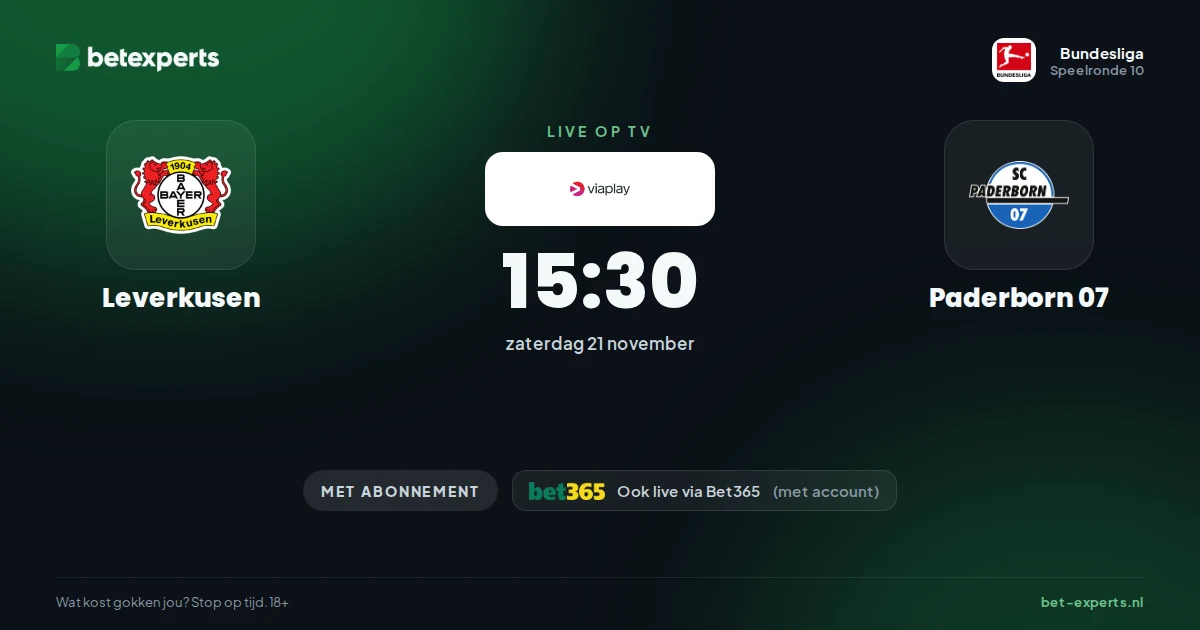 betexperts
BUNDESLIGA
Bundesliga
Speelronde 10
LIVE OP TV
viaplay
1904
BAYER
BAYER
Leverkusen
SC
PADERBORN
07
15:30
Leverkusen
Paderborn 07
zaterdag 21 november
MET ABONNEMENT
bet365 Ook live via Bet365 (met account)
Wat kost gokken jou? Stop op tijd. 18+
bet-experts.nl